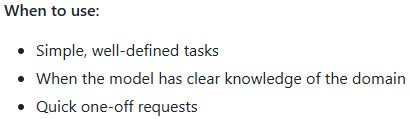 When to use:
• Simple, well-defined tasks
• When the model has clear knowledge of the domain
• Quick one-off requests